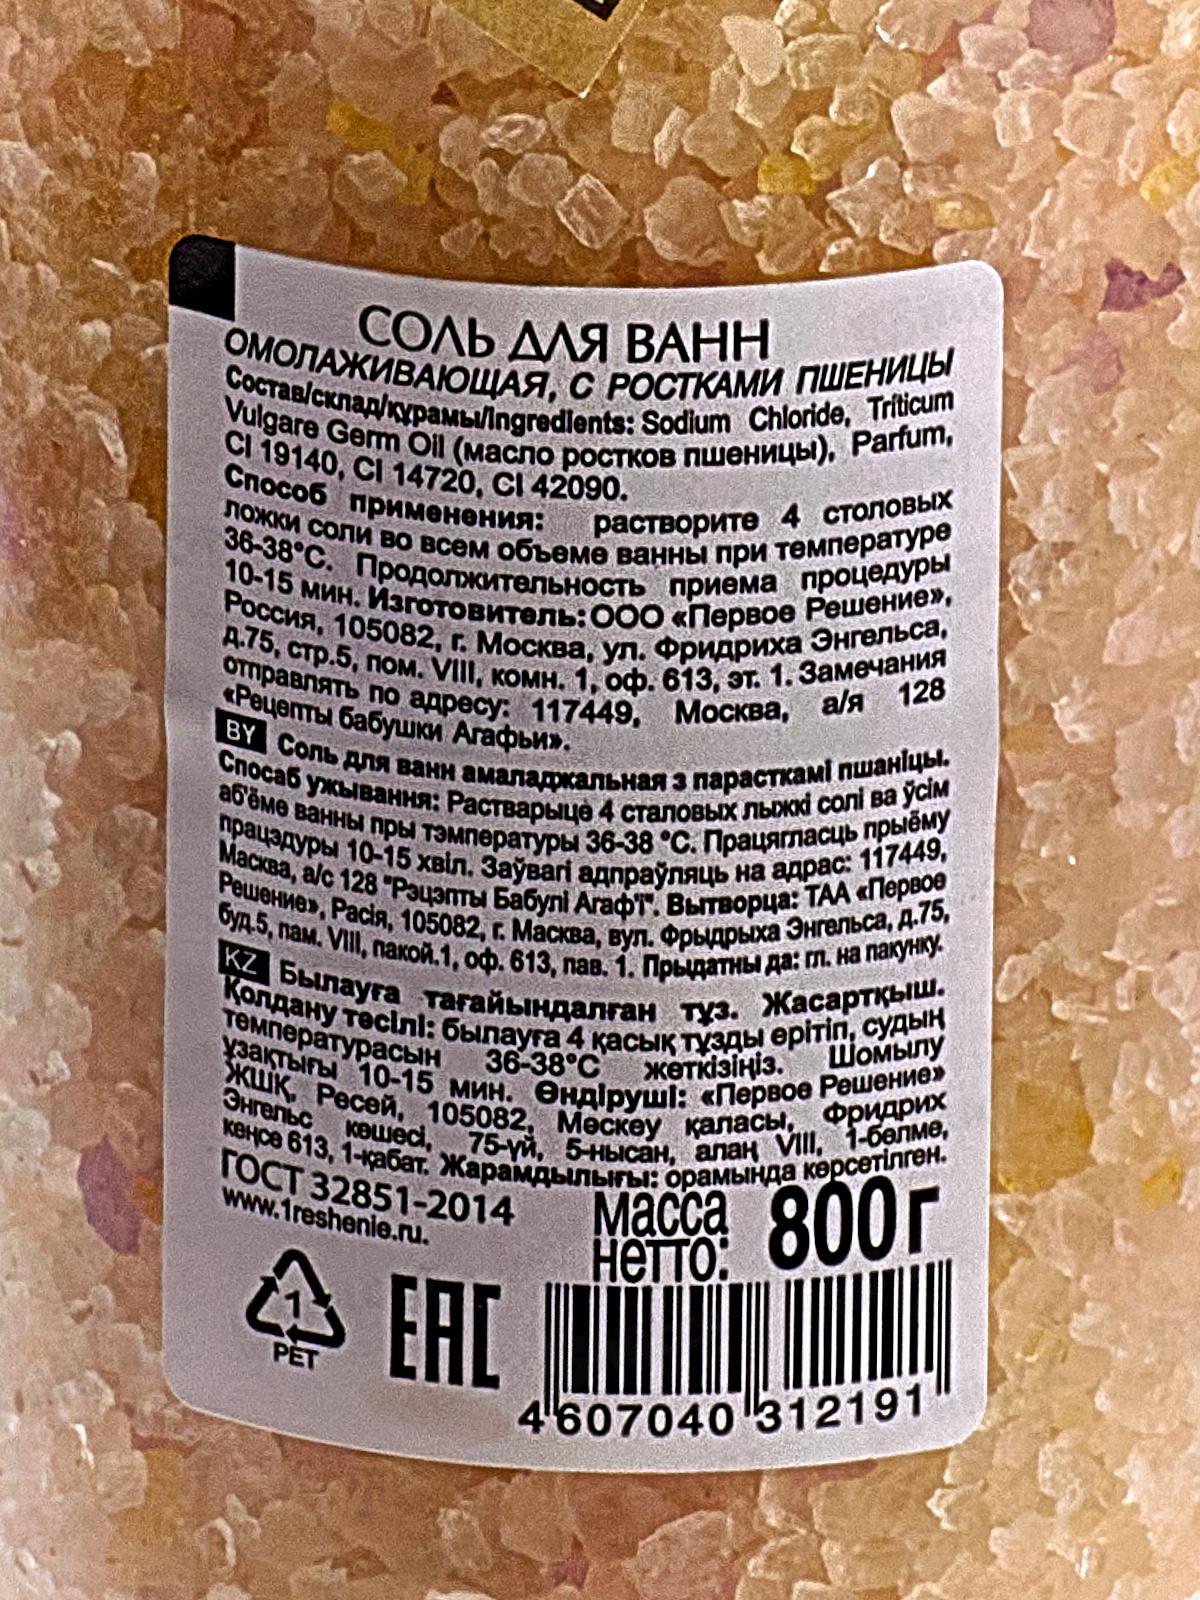 СОЛЬ ДЛЯ ВАНН
ОМОЛАЖИВАЮЩАЯ, С РОСТКАМИ ПШЕНИЦЫ
Состав/склад/құрамы/Ingredients: Sodium Chloride, Triticum
Vulgare Germ Oil (масло ростков пшеницы), Parfum,
CI 19140, CI 14720, CI 42090.
Способ применения: растворите 4 столовых
ложки соли во всем объеме ванны при температуре
36-38°С. Продолжительность приема процедуры
10-15 мин. Изготовитель: ООО «Первое Решение»,
Россия, 105082, г. Москва, ул. Фридриха Энгельса,
д.75, стр.5, пом. VIII, комн. 1, оф. 613, эт. 1. Замечания
отправлять по адресу: 117449, Москва, а/я 128
«Рецепты бабушки Агафьи».
BY Соль для ванн амаладжальная з парасткамі пшаніцы.
Спосаб ужывання: Растварыце 4 сталовых лыжкі солі ва ўсім
аб'ёме ванны пры тэмпературы 36-38 °С. Працягласць прыёму
працэдуры 10-15 хвіл. Заўвагі адпраўляць на адрас: 117449,
Масква, а/с 128 "Рэцэпты Бабулі Агаф'і". Вытворца: ТАА «Первое
Решение», Расія, 105082, г. Масква, вул. Фрыдрыха Энгельса, д.75,
буд.5, пам. VIII, пакой.1, оф. 613, пав. 1. Прыдатны да: гл. на пакунку.
KZ Былауға тағайындалған тұз. Жасартқыш.
Қолдану тәсілі: былауға 4 қасық тұзды ерітіп, судың
температурасын 36-38°С жеткізіңіз. Шомылу
ұзақтығы 10-15 мин. Өндіруші: «Первое Решение»
ЖШҚ, Ресей, 105082, Мәскеу қаласы, Фридрих
Энгельс көшесі, 75-үй, 5-нысан, алаң VIII, 1-бөлме,
кеңсе 613, 1-қабат. Жарамдылығы: орамында көрсетілген.
ГОСТ 32851-2014
www.1reshenie.ru.
Масса
нетто: 800г
1
PET
EAC
4 607040 312191